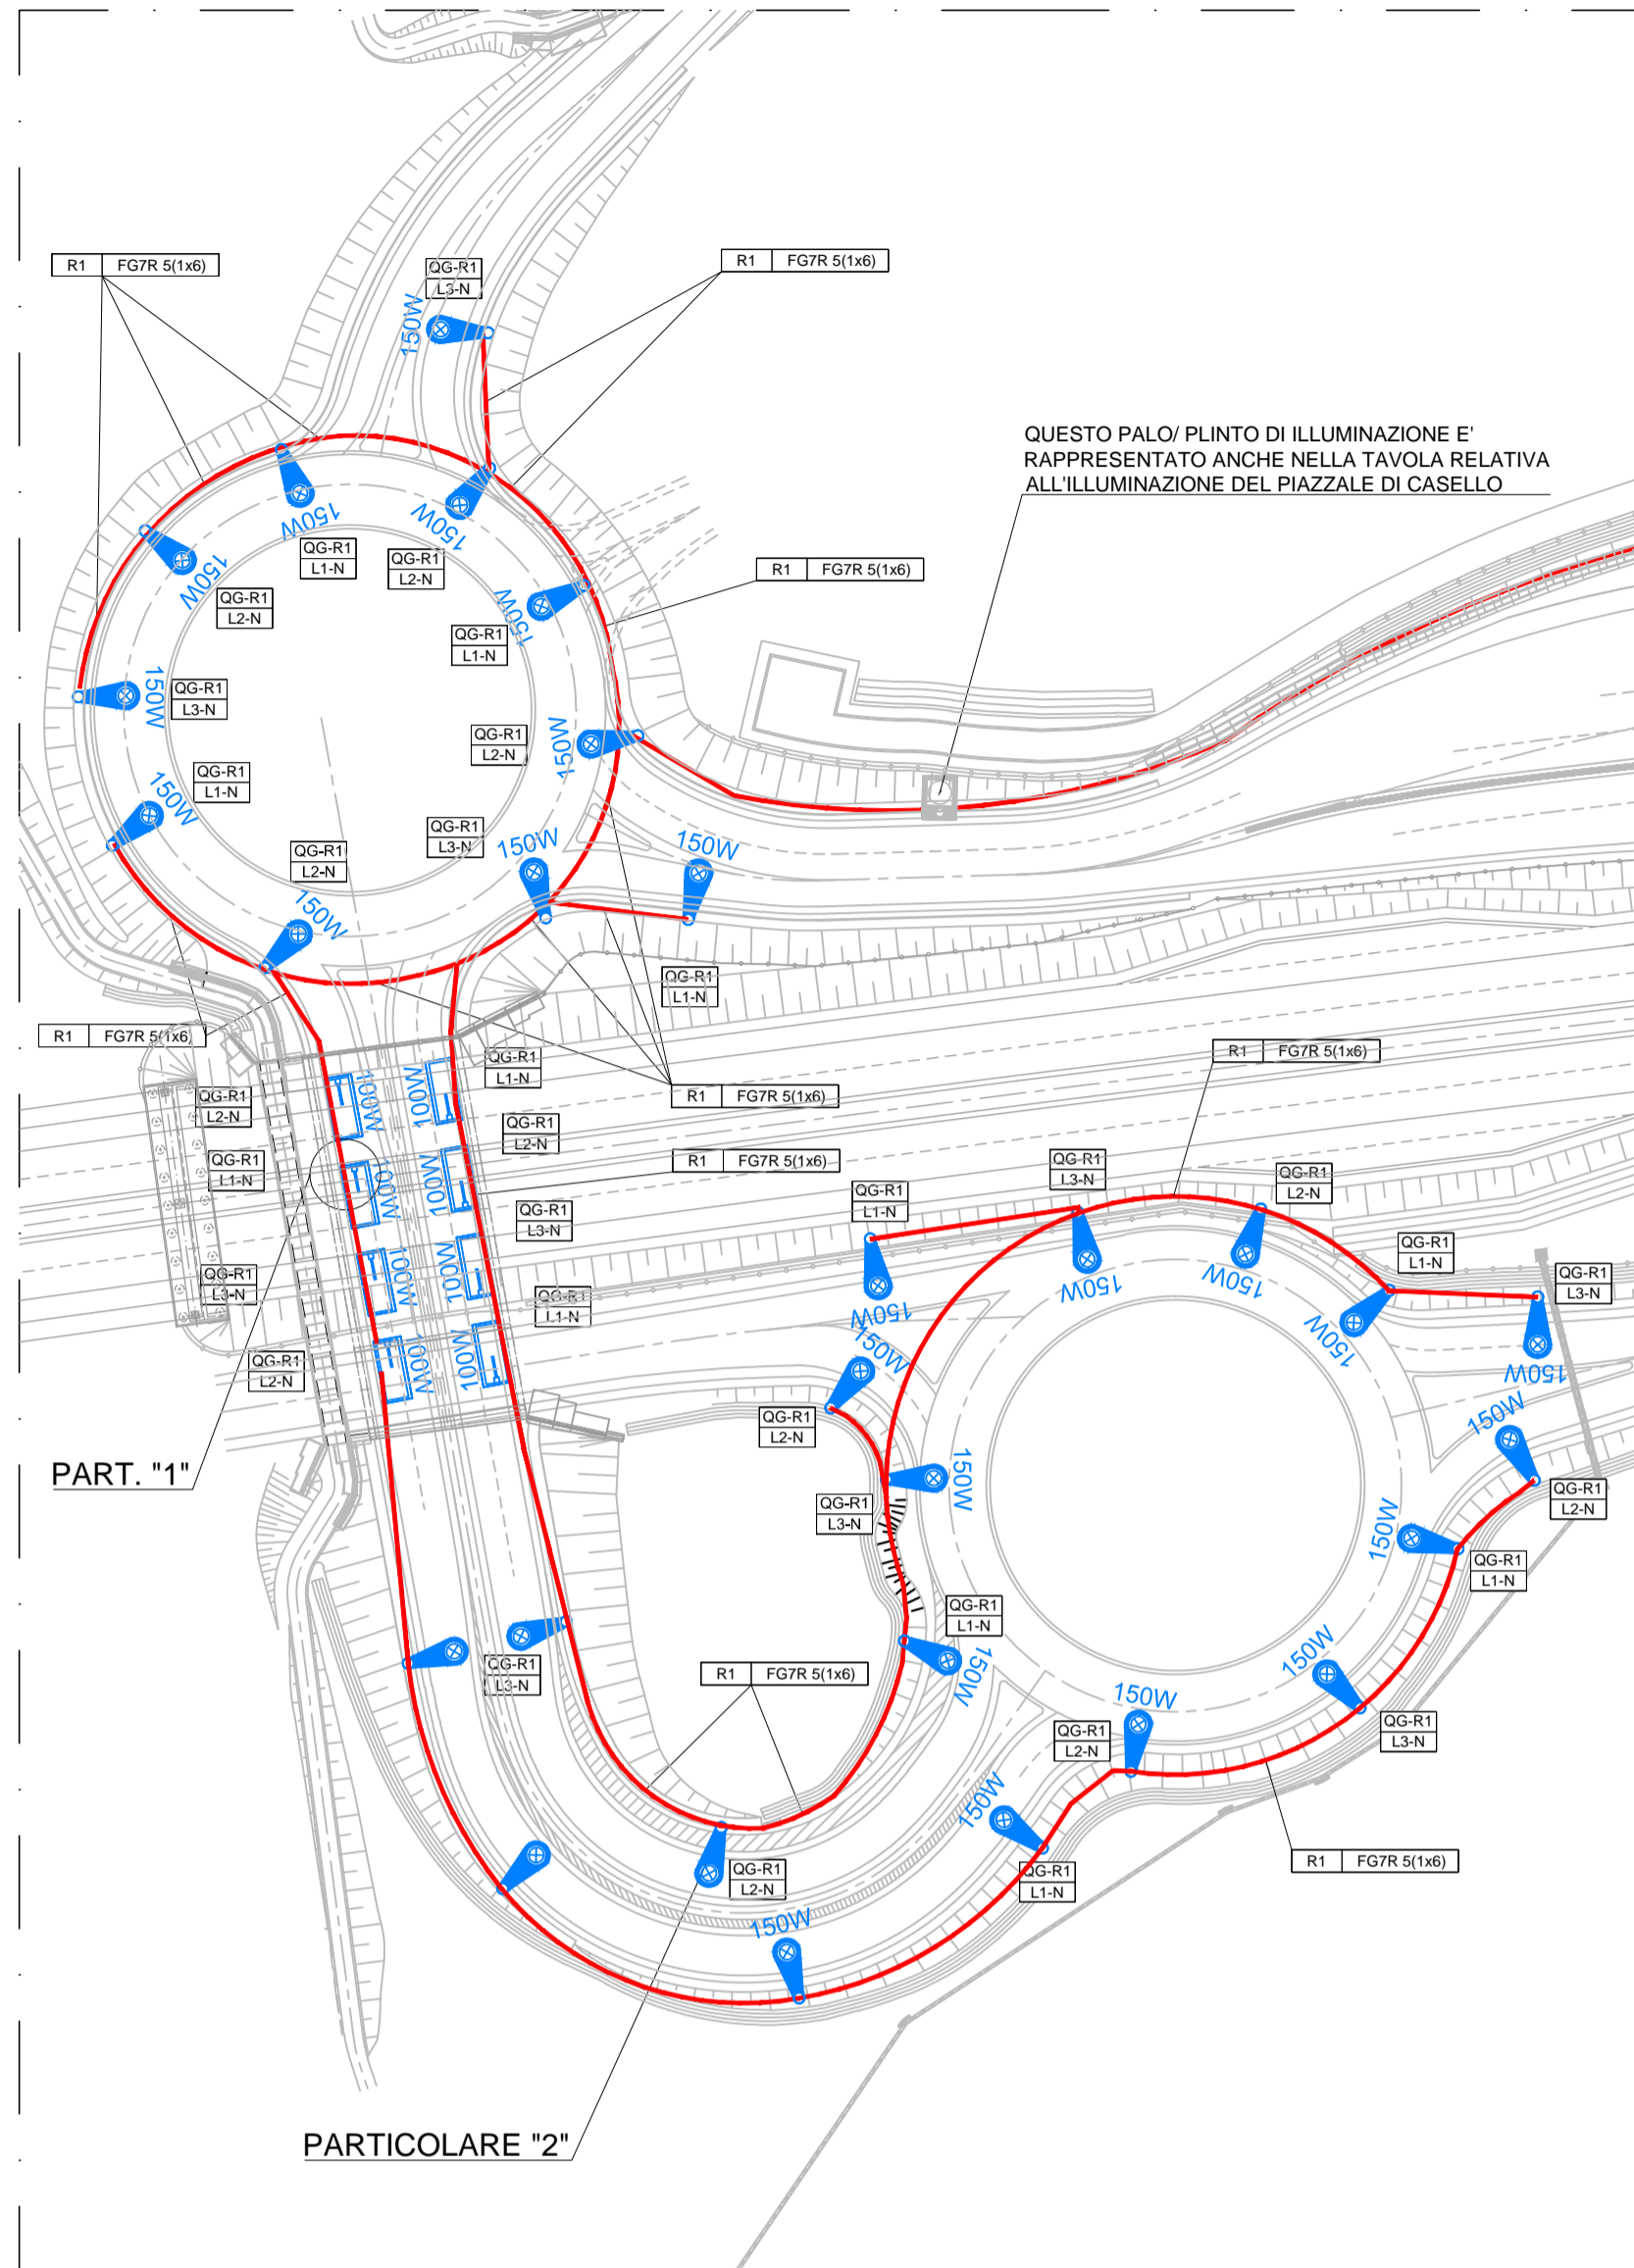 R1 FG7R 5(1x6)
QG-R1
L3-N
150W
R1 FG7R 5(1x6)
QUESTO PALO/ PLINTO DI ILLUMINAZIONE E'
RAPPRESENTATO ANCHE NELLA TAVOLA RELATIVA
ALL'ILLUMINAZIONE DEL PIAZZALE DI CASELLO
150W
150W
QG-R1
L1-N
QG-R1
L2-N
150W
QG-R1
L2-N
R1 FG7R 5(1x6)
150W
QG-R1
L1-N
150W
QG-R1
L3-N
QG-R1
L2-N
150W
QG-R1
L1-N
150W
QG-R1
L3-N
150W
150W
QG-R1
L2-N
150W
QG-R1
L1-N
R1 FG7R 5(1x6)
QG-R1
L1-N
R1 FG7R 5(1x6)
R1 FG7R 5(1x6)
100W
100W
QG-R1
L2-N
QG-R1
L2-N
R1 FG7R 5(1x6)
100W
100W
QG-R1
L1-N
QG-R1
L3-N
QG-R1
L1-N
QG-R1
L3-N
QG-R1
L2-N
100W
100W
QG-R1
L3-N
QG-R1
L1-N
QG-R1
L1-N
QG-R1
L3-N
150W
150W
150W
150W
150W
100W
100W
QG-R1
L2-N
150W
QG-R1
L2-N
150W
PART. "1"
150W
QG-R1
L3-N
QG-R1
L2-N
150W
QG-R1
L1-N
QG-R1
L1-N
150W
QG-R1
L3-N
R1 FG7R 5(1x6)
150W
150W
QG-R1
L2-N
QG-R1
L3-N
150W
QG-R1
L2-N
QG-R1
L1-N
R1 FG7R 5(1x6)
150W
PARTICOLARE "2"